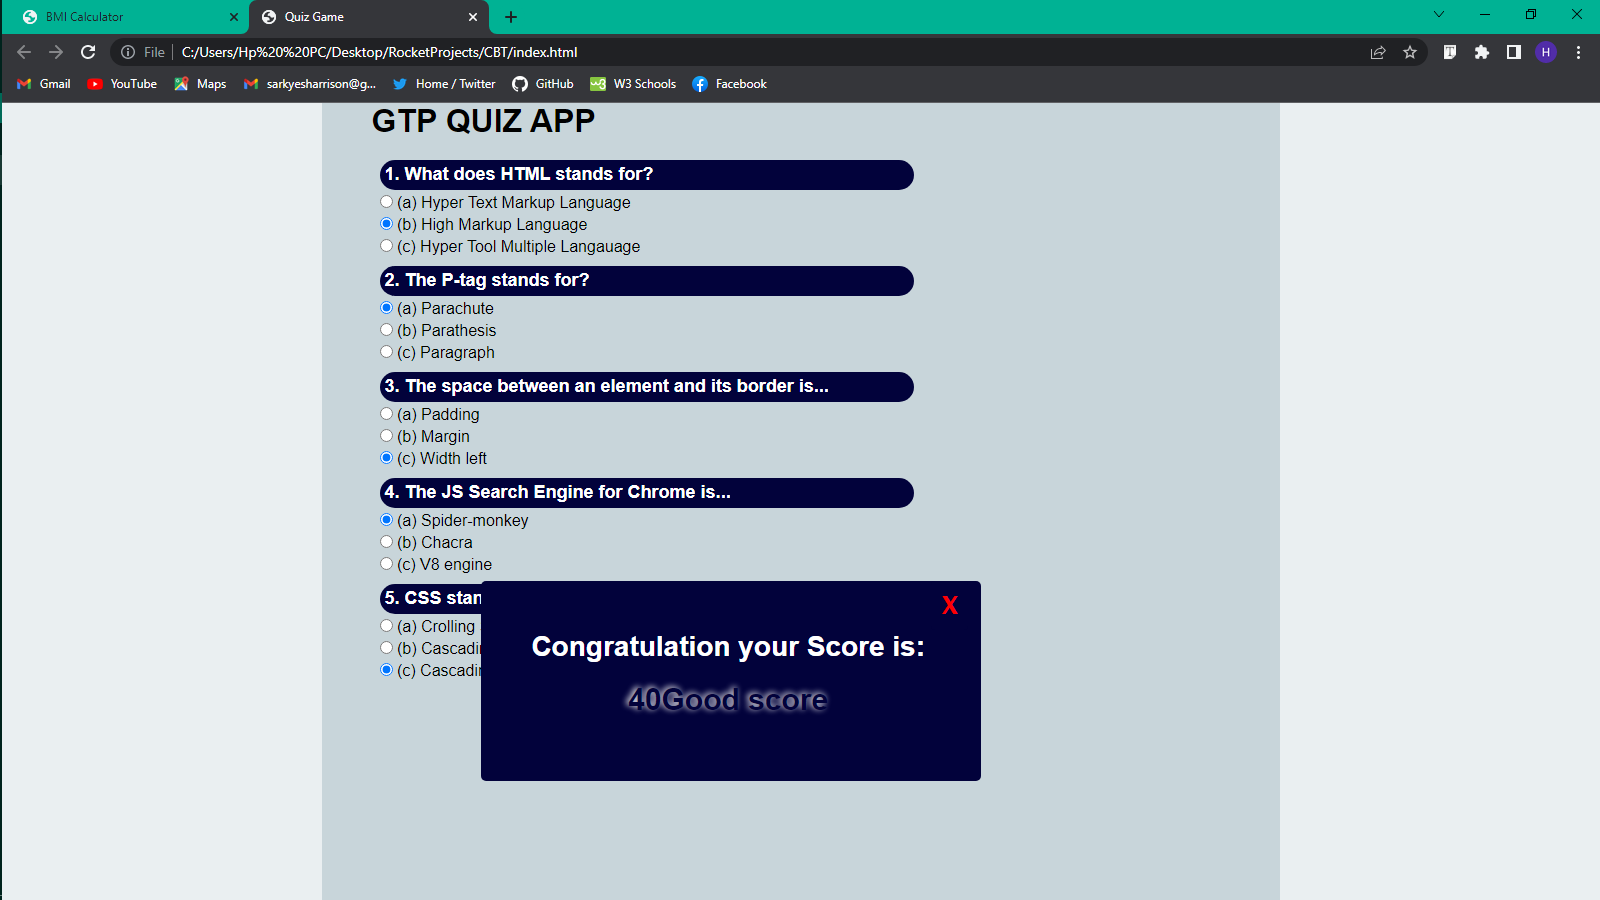 BMI Calculator
Quiz Game
File
C:/Users/Hp%20%20PC/Desktop/RocketProjects/CBT/index.html
H
Gmail
YouTube
Maps
sarkyesharrison@g...
Home / Twitter
GitHub
W3 Schools
Facebook
GTP QUIZ APP
1. What does HTML stands for?
(a) Hyper Text Markup Language
(b) High Markup Language
(c) Hyper Tool Multiple Langauage
2. The P-tag stands for?
(a) Parachute
(b) Parathesis
(c) Paragraph
3. The space between an element and its border is...
(a) Padding
(b) Margin
(c) Width left
4. The JS Search Engine for Chrome is...
(a) Spider-monkey
(b) Chacra
(c) V8 engine
5. CSS stan
(a) Crolling
(b) Cascadi
(c) Cascadi
X
Congratulation your Score is:
40Good score